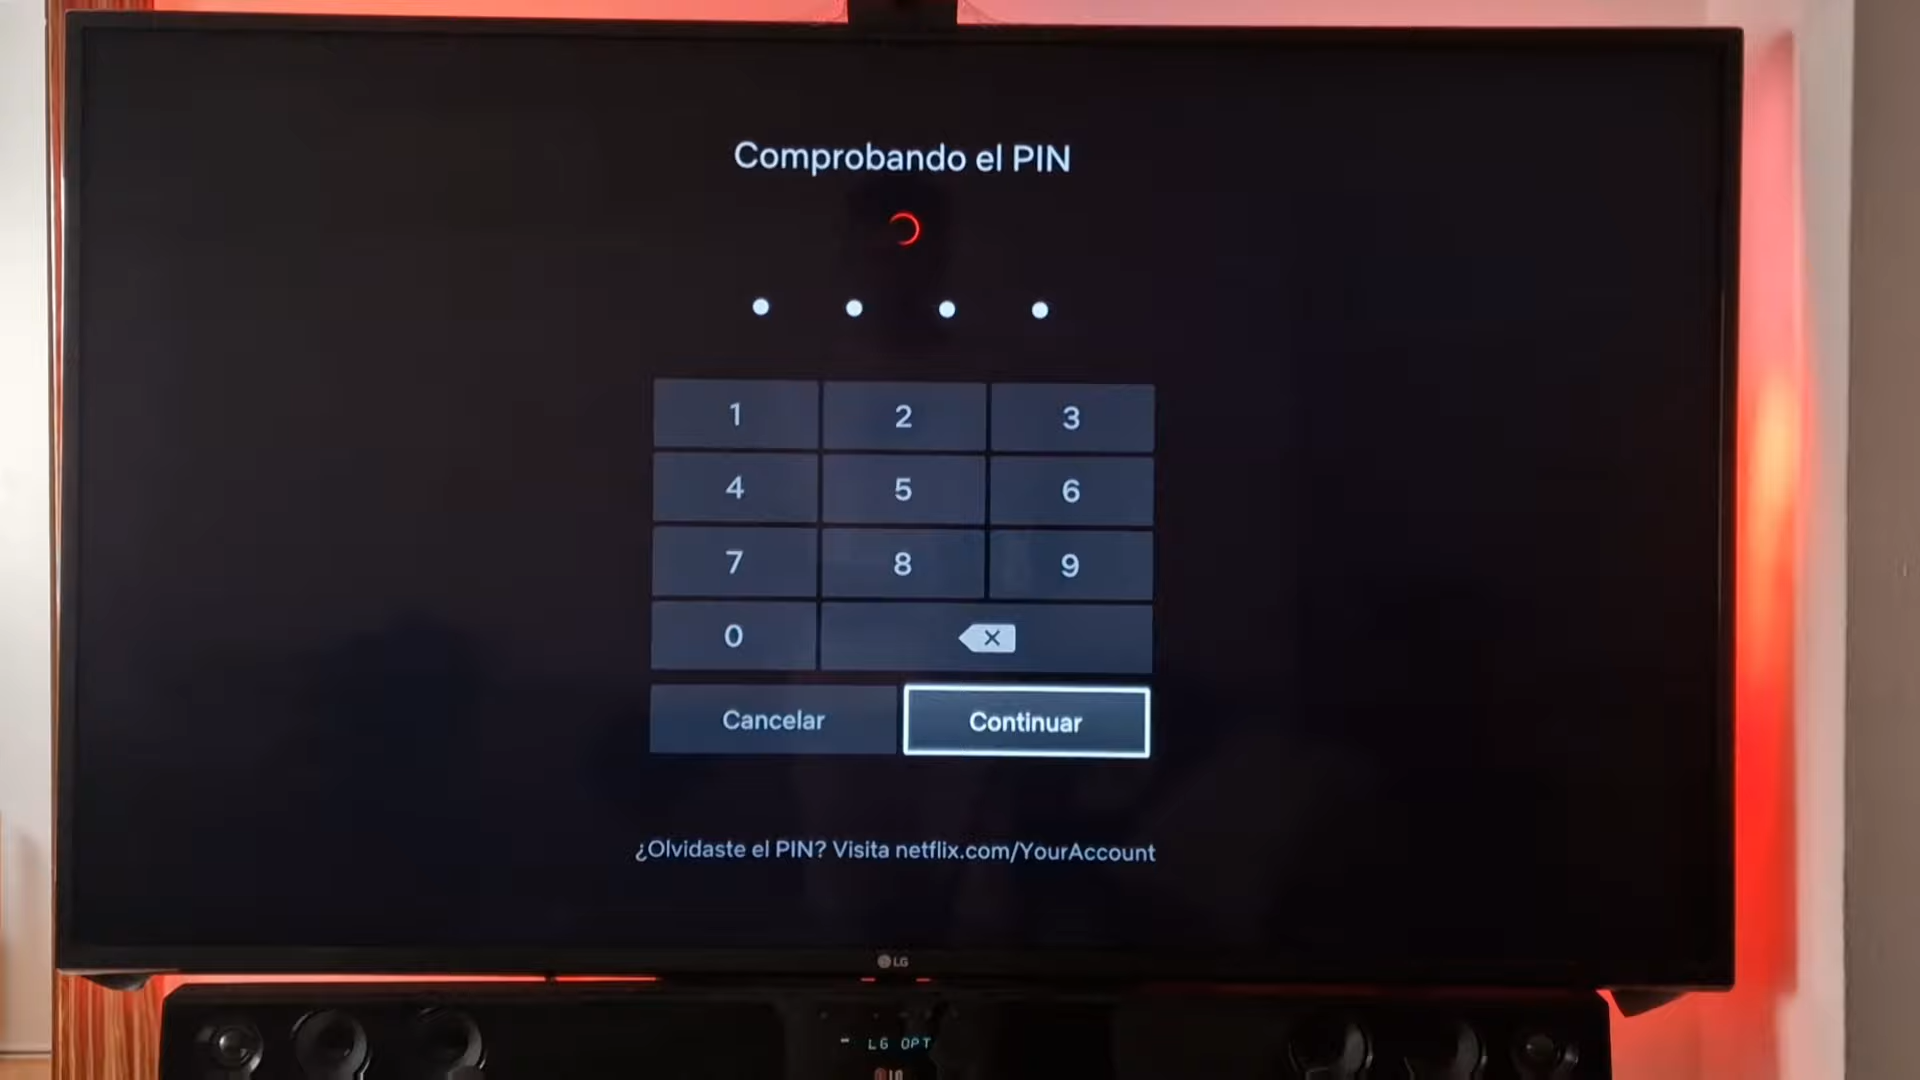 Comprobando el PIN
1 2 3
4 5 6
7 8 9
0
Cancelar Continuar
¿Olvidaste el PIN? Visita netflix.com/YourAccount
LG
LG OPT